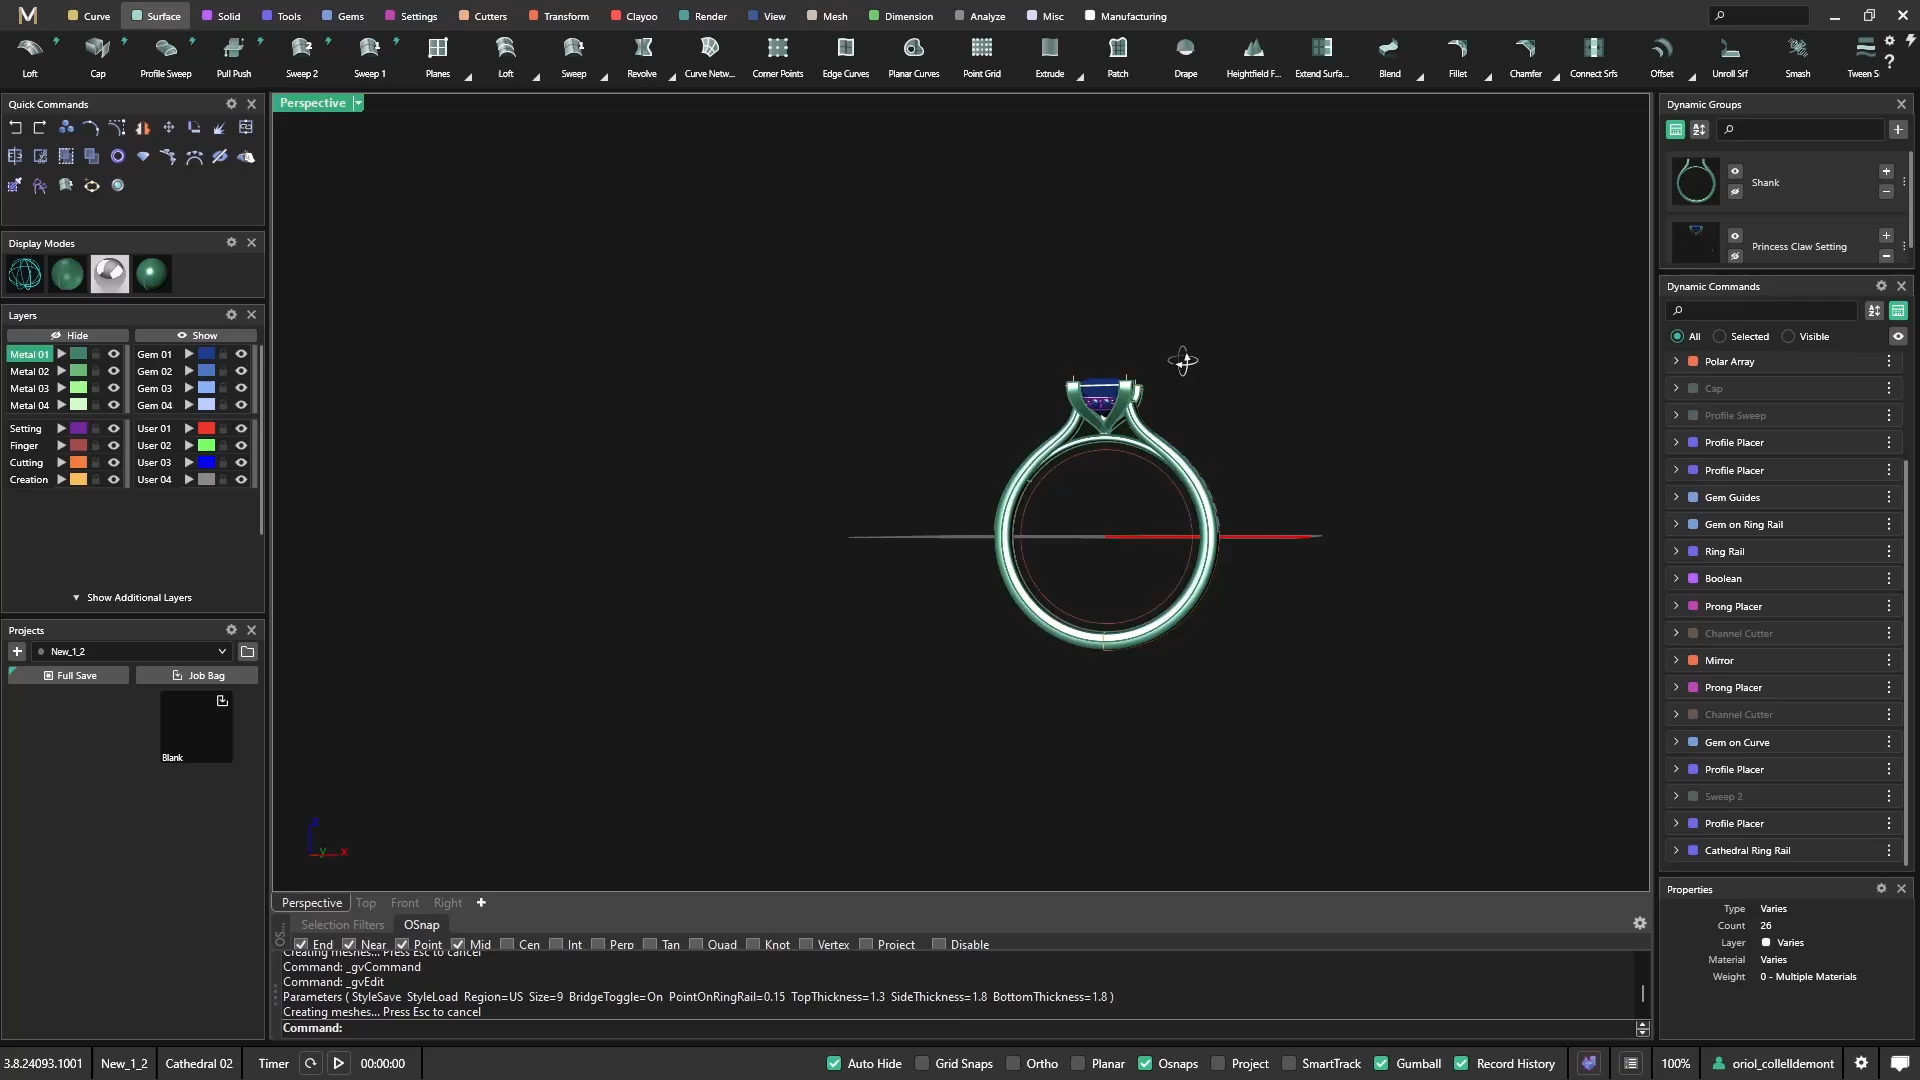 Curve Surface Solid Tools Gems Settings Cutters Transform Clayoo Render View Mesh Dimension Analyze Misc Manufacturing
Loft Cap Profile Sweep Pull Push Sweep 2 Sweep 1 Planes Loft Sweep Revolve Curve Netw... Corner Points Edge Curves Planar Curves Point Grid Extrude Patch Drape Heightfield F... Extend Surfa... Blend Fillet Chamfer Connect Srfs Offset Unroll Srf Smash Tween S
Quick Commands
Display Modes
Layers
Hide Show
Metal 01 Gem 01
Metal 02 Gem 02
Metal 03 Gem 03
Metal 04 Gem 04
Setting User 01
Finger User 02
Cutting User 03
Creation User 04
Show Additional Layers
Projects
New_1_2
Full Save Job Bag
Blank
Perspective
z
y x
Perspective Top Front Right
Selection Filters OSnap
OS...
End Near Point Mid Cen Int Perp Tan Quad Knot Vertex Project Disable
Creating meshes... Press Esc to cancel
Command: _gvCommand
Command: _gvEdit
Parameters ( StyleSave StyleLoad Region=US Size=9 BridgeToggle=On PointOnRingRail=0.15 TopThickness=1.3 SideThickness=1.8 BottomThickness=1.8 )
Creating meshes... Press Esc to cancel
Command:
Dynamic Groups
Shank
Princess Claw Setting
Dynamic Commands
All Selected Visible
Polar Array
Cap
Profile Sweep
Profile Placer
Profile Placer
Gem Guides
Gem on Ring Rail
Ring Rail
Boolean
Prong Placer
Channel Cutter
Mirror
Prong Placer
Channel Cutter
Gem on Curve
Profile Placer
Sweep 2
Profile Placer
Cathedral Ring Rail
Properties
Type Varies
Count 26
Layer Varies
Material Varies
Weight 0 - Multiple Materials
3.8.24093.1001 New_1_2 Cathedral 02 Timer 00:00:00 Auto Hide Grid Snaps Ortho Planar Osnaps Project SmartTrack Gumball Record History 100% oriol_collelldemont